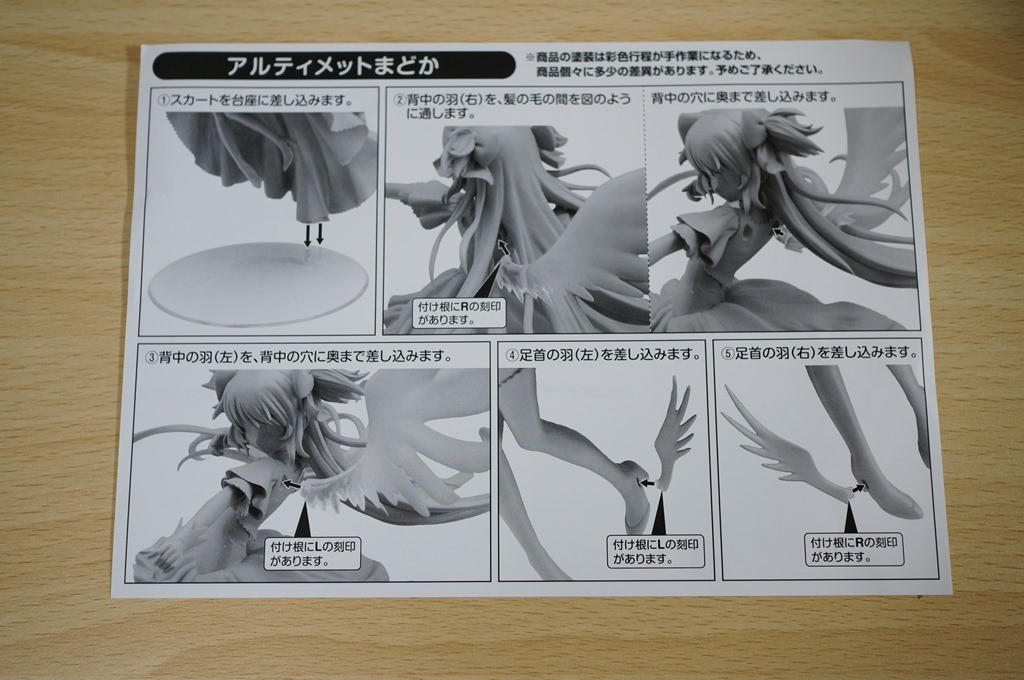 アルティメットまどか
※商品の塗装は彩色行程が手作業になるため、
商品個々に多少の差異があります。予めご了承ください。
①スカートを台座に差し込みます。
②背中の羽(右)を、髪の毛の間を図のよう
に通します。
背中の穴に奥まで差し込みます。
付け根にRの刻印
があります。
③背中の羽(左)を、背中の穴に奥まで差し込みます。
付け根にLの刻印
があります。
④足首の羽(左)を差し込みます。
付け根にLの刻印
があります。
⑤足首の羽(右)を差し込みます。
付け根にRの刻印
があります。